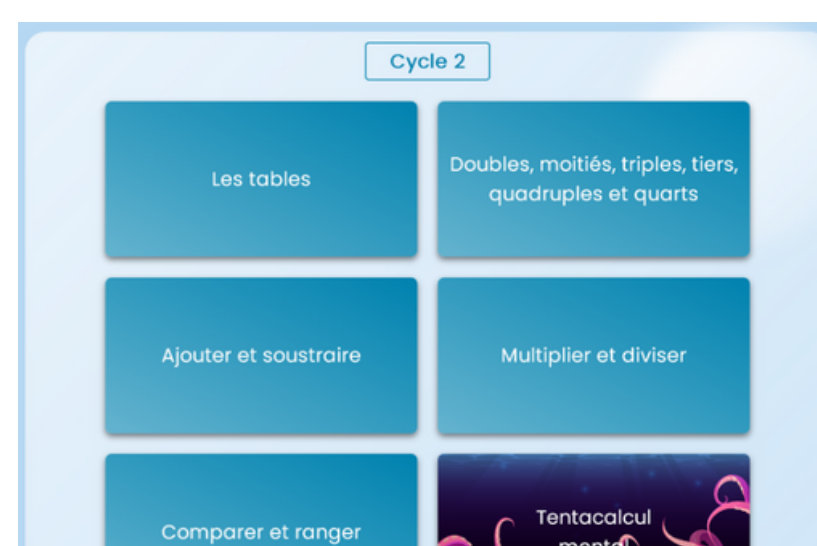 Cycle 2
Les tables
Doubles, moitiés, triples, tiers,
quadruples et quarts
Ajouter et soustraire
Multiplier et diviser
Comparer et ranger
Tentacalcul
mental